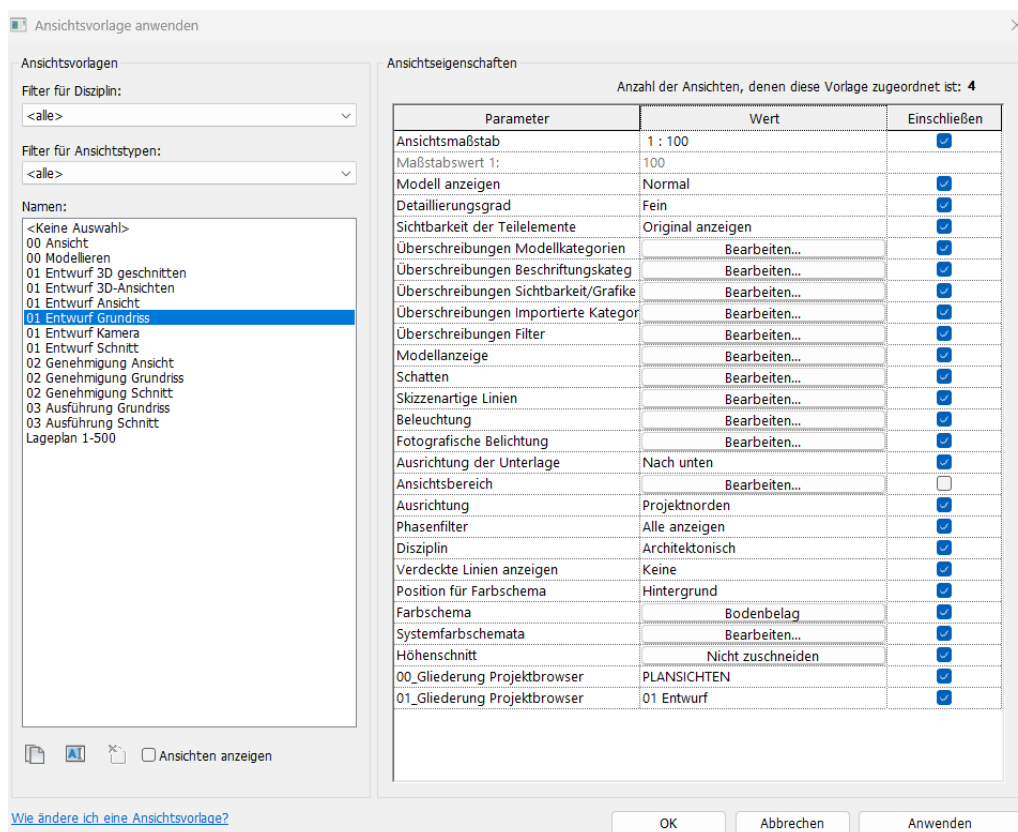 Ansichtsvorlage anwenden
Ansichtsvorlagen
Filter für Disziplin:
<alle>
Filter für Ansichtstypen:
<alle>
Namen:
<Keine Auswahl>
00 Ansicht
00 Modellieren
01 Entwurf 3D geschnitten
01 Entwurf 3D-Ansichten
01 Entwurf Ansicht
01 Entwurf Grundriss
01 Entwurf Kamera
01 Entwurf Schnitt
02 Genehmigung Ansicht
02 Genehmigung Grundriss
02 Genehmigung Schnitt
03 Ausführung Grundriss
03 Ausführung Schnitt
Lageplan 1-500
Ansichten anzeigen
Wie ändere ich eine Ansichtsvorlage?
Ansichtseigenschaften
Anzahl der Ansichten, denen diese Vorlage zugeordnet ist: 4
Parameter Wert Einschließen
Ansichtsmaßstab 1 : 100
Maßstabswert 1: 100
Modell anzeigen Normal
Detaillierungsgrad Fein
Sichtbarkeit der Teilelemente Original anzeigen
Überschreibungen Modellkategorien Bearbeiten...
Überschreibungen Beschriftungskateg Bearbeiten...
Überschreibungen Sichtbarkeit/Grafike Bearbeiten...
Überschreibungen Importierte Kategor Bearbeiten...
Überschreibungen Filter Bearbeiten...
Modellanzeige Bearbeiten...
Schatten Bearbeiten...
Skizzenartige Linien Bearbeiten...
Beleuchtung Bearbeiten...
Fotografische Belichtung Bearbeiten...
Ausrichtung der Unterlage Nach unten
Ansichtsbereich Bearbeiten...
Ausrichtung Projektnorden
Phasenfilter Alle anzeigen
Disziplin Architektonisch
Verdeckte Linien anzeigen Keine
Position für Farbschema Hintergrund
Farbschema Bodenbelag
Systemfarbschemata Bearbeiten...
Höhenschnitt Nicht zuschneiden
00_Gliederung Projektbrowser PLANSICHTEN
01_Gliederung Projektbrowser 01 Entwurf
OK Abbrechen Anwenden